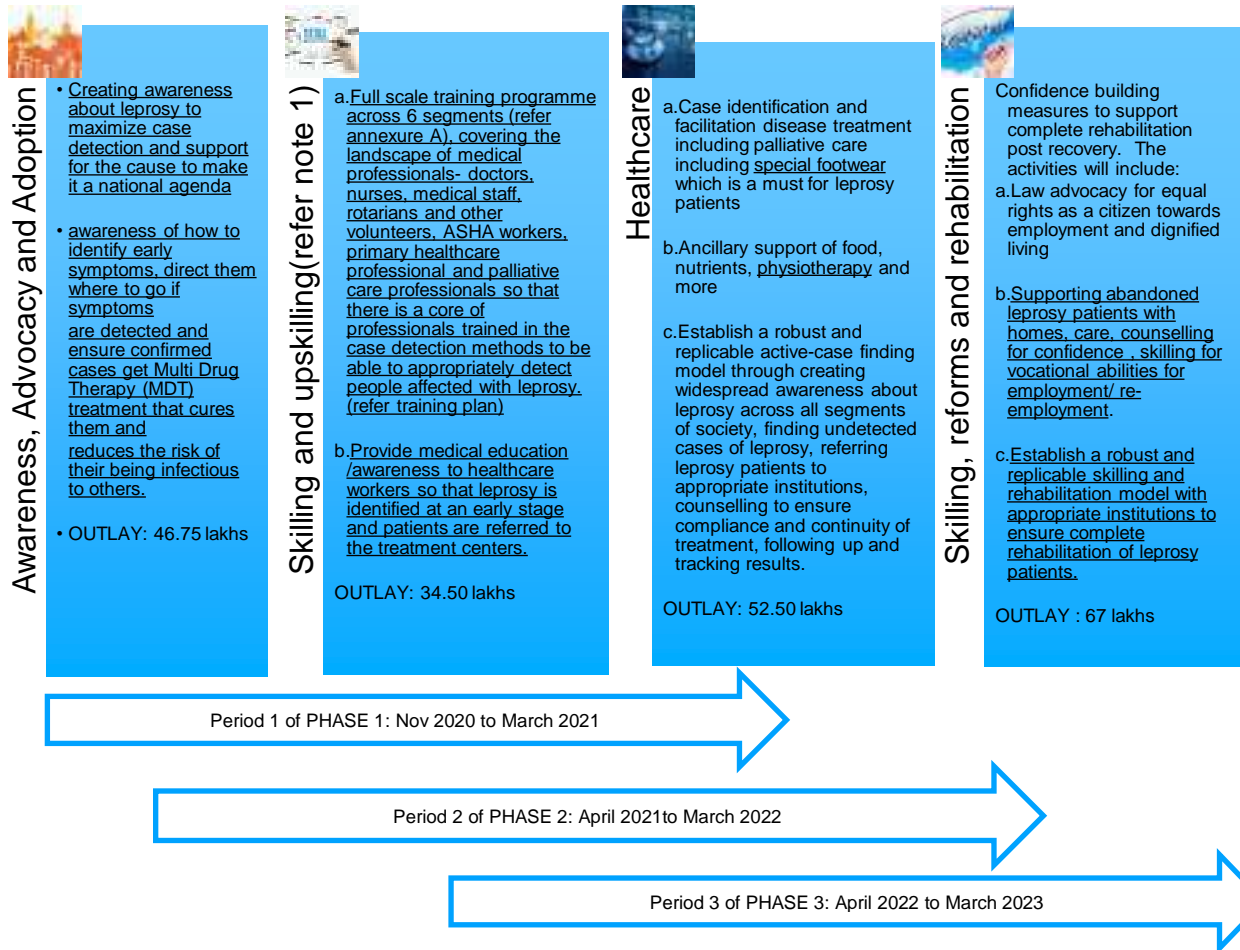 Awareness, Advocacy and Adoption
• Creating awareness
about leprosy to
maximize case
detection and support
for the cause to make
it a national agenda
• awareness of how to
identify early
symptoms, direct them
where to go if
symptoms
are detected and
ensure confirmed
cases get Multi Drug
Therapy (MDT)
treatment that cures
them and
reduces the risk of
their being infectious
to others.
• OUTLAY: 46.75 lakhs
Skilling and upskilling(refer note 1)
a.Full scale training programme
across 6 segments (refer
annexure A), covering the
landscape of medical
professionals- doctors,
nurses, medical staff,
rotarians and other
volunteers, ASHA workers,
primary healthcare
professional and palliative
care professionals so that
there is a core of
professionals trained in the
case detection methods to be
able to appropriately detect
people affected with leprosy.
(refer training plan)
b.Provide medical education
/awareness to healthcare
workers so that leprosy is
identified at an early stage
and patients are referred to
the treatment centers.
OUTLAY: 34.50 lakhs
Healthcare
a.Case identification and
facilitation disease treatment
including palliative care
including special footwear
which is a must for leprosy
patients
b.Ancillary support of food,
nutrients, physiotherapy and
more
c.Establish a robust and
replicable active-case finding
model through creating
widespread awareness about
leprosy across all segments
of society, finding undetected
cases of leprosy, referring
leprosy patients to
appropriate institutions,
counselling to ensure
compliance and continuity of
treatment, following up and
tracking results.
OUTLAY: 52.50 lakhs
Skilling, reforms and rehabilitation
Confidence building
measures to support
complete rehabilitation
post recovery. The
activities will include:
a.Law advocacy for equal
rights as a citizen towards
employment and dignified
living
b.Supporting abandoned
leprosy patients with
homes, care, counselling
for confidence , skilling for
vocational abilities for
employment/ re-
employment.
c.Establish a robust and
replicable skilling and
rehabilitation model with
appropriate institutions to
ensure complete
rehabilitation of leprosy
patients.
OUTLAY : 67 lakhs
Period 1 of PHASE 1: Nov 2020 to March 2021
Period 2 of PHASE 2: April 2021to March 2022
Period 3 of PHASE 3: April 2022 to March 2023